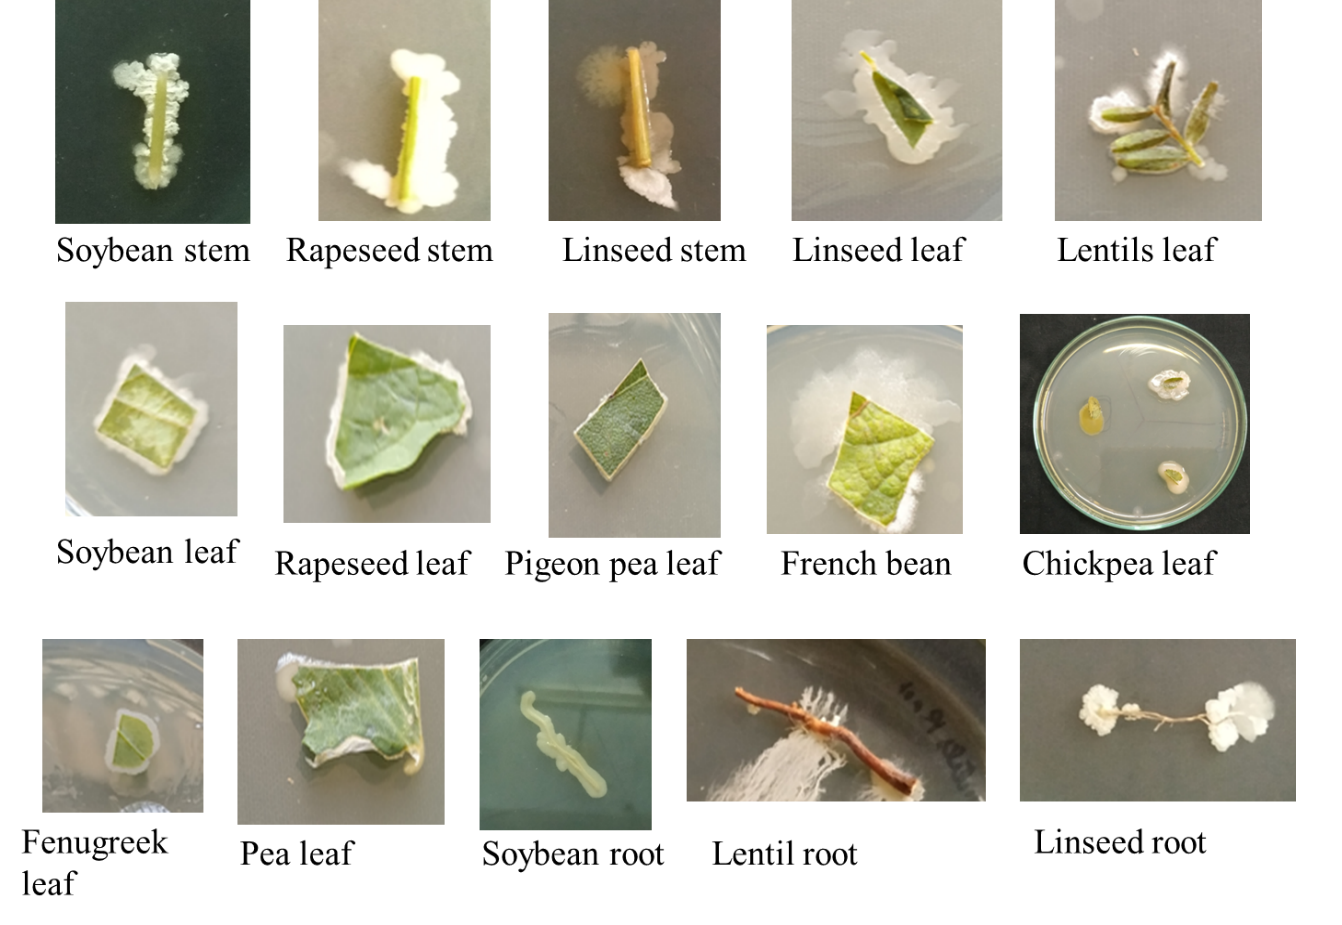 Soybean stem
Rapeseed stem
Linseed stem
Linseed leaf
Lentils leaf
Soybean leaf
Rapeseed leaf
Pigeon pea leaf
French bean
Chickpea leaf
Fenugreek
leaf
Pea leaf
Soybean root
Lentil root
Linseed root